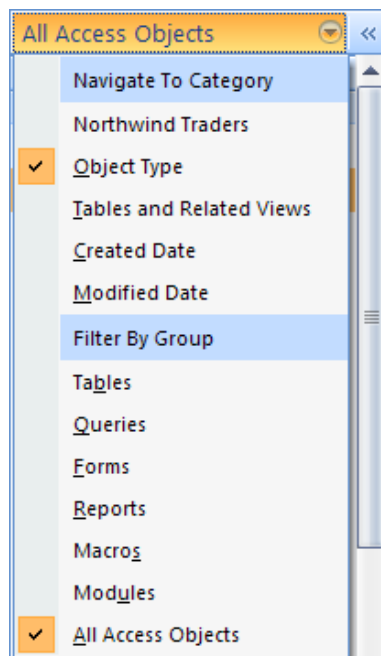 All Access Objects
Navigate To Category
Northwind Traders
Object Type
Tables and Related Views
Created Date
Modified Date
Filter By Group
Tables
Queries
Forms
Reports
Macros
Modules
All Access Objects